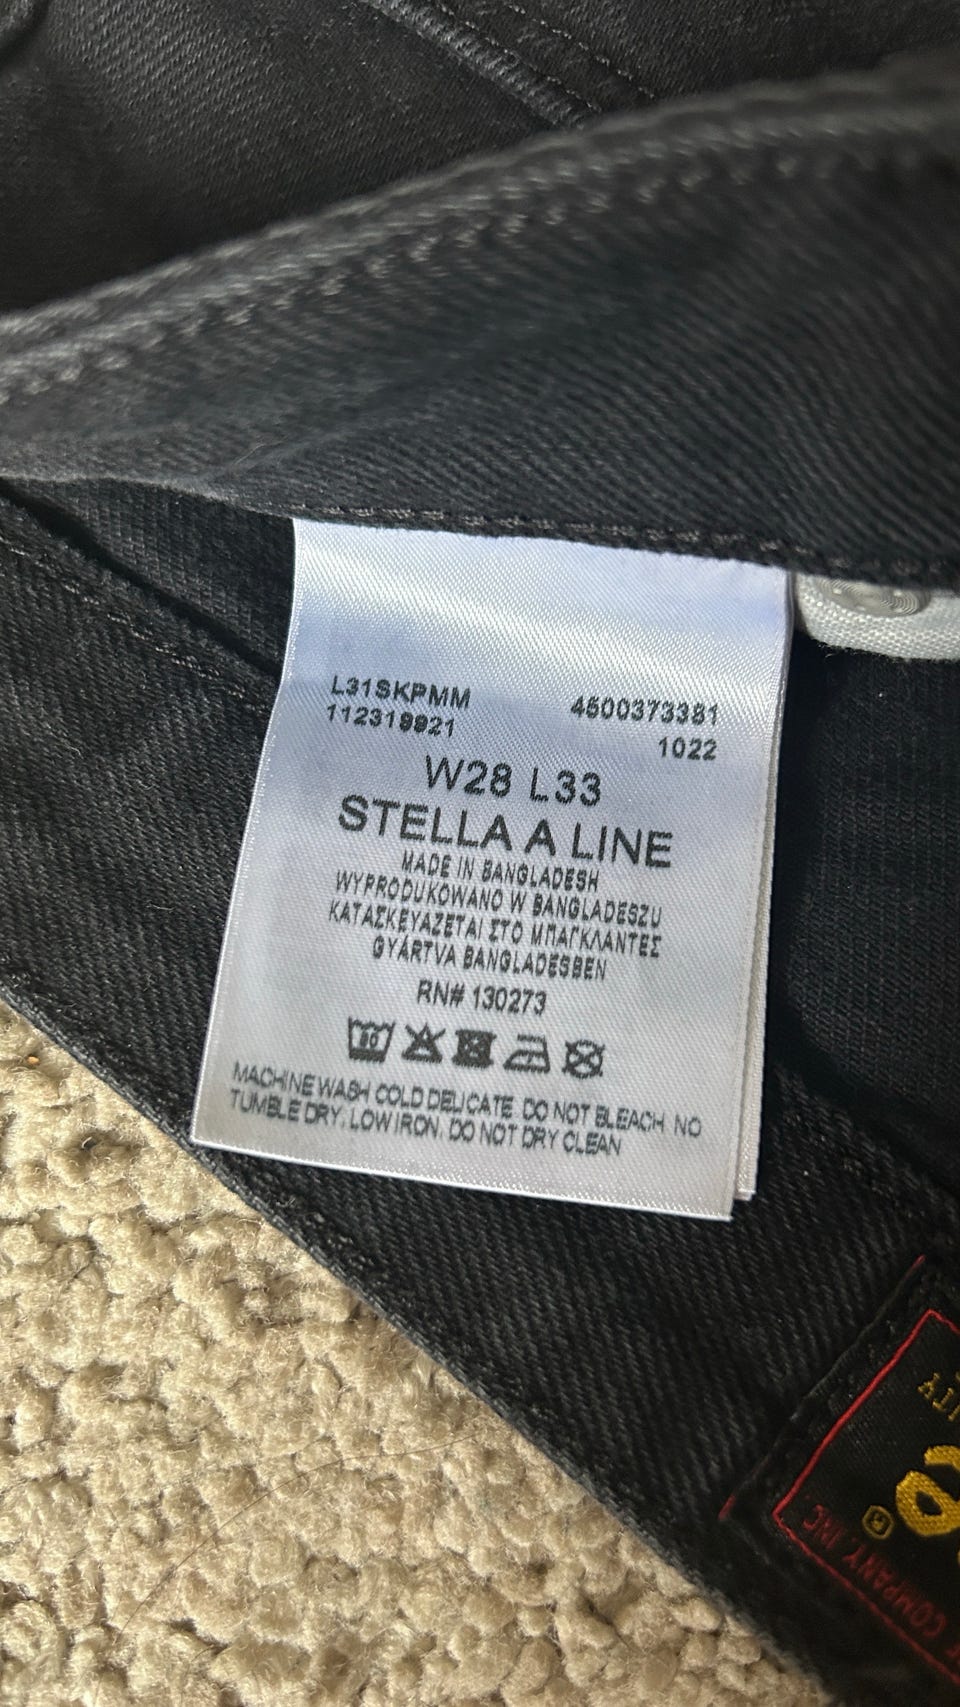 L31SKPMM 4500373381
112319921 1022
W28 L33
STELLA A LINE
MADE IN BANGLADESH
WYPRODUKOWANO W BANGLADESZU
ΚΑΤΑΣΚΕΥΑΖΕΤΑΙ ΣΤΟ ΜΠΑΓΚΛΑΝΤΕΣ
GYÁRTVA BANGLADESBEN
RN# 130273
30
MACHINE WASH COLD DELICATE. DO NOT BLEACH. NO
TUMBLE DRY. LOW IRON. DO NOT DRY CLEAN
®
COMPANY, INC